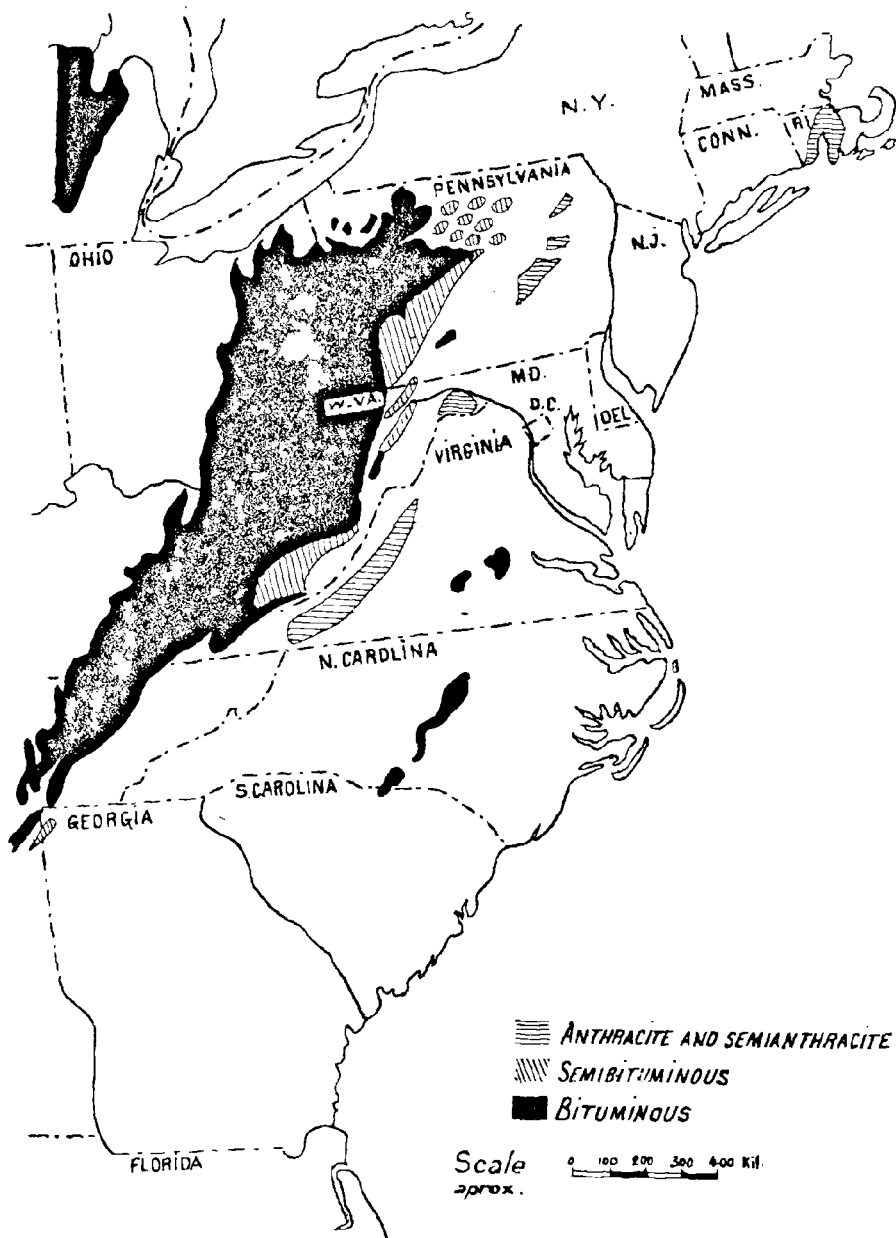 N.Y.
MASS.
CONN.
RI
PENNSYLVANIA
N.J.
OHIO
MD.
D.C.
DEL.
W.VA.
VIRGINIA
N. CAROLINA
S. CAROLINA
GEORGIA
FLORIDA
ANTHRACITE AND SEMIANTHRACITE
SEMIBITUMINOUS
BITUMINOUS
Scale
aprox.
0 100 200 300 400 Kil.